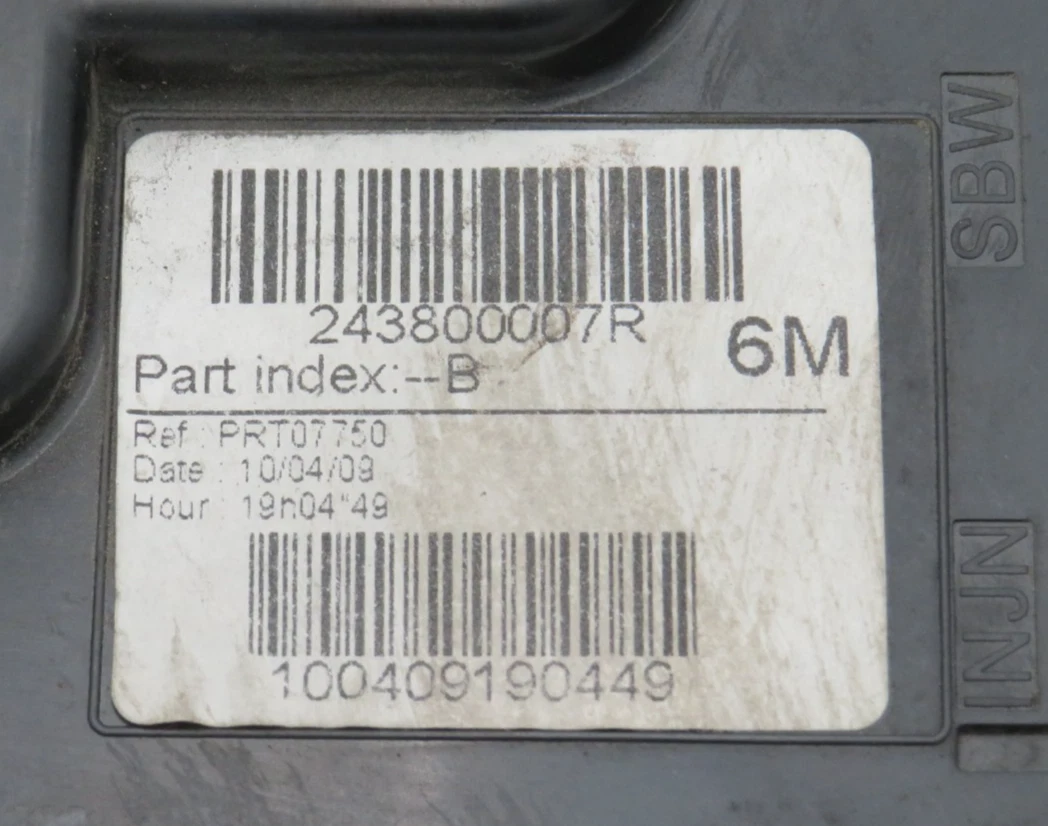 243800007R
6M
Part index:--B
Ref : PRT07750
Date : 10/04/09
Hour : 19h04"49
100409190449
SBW
INJN